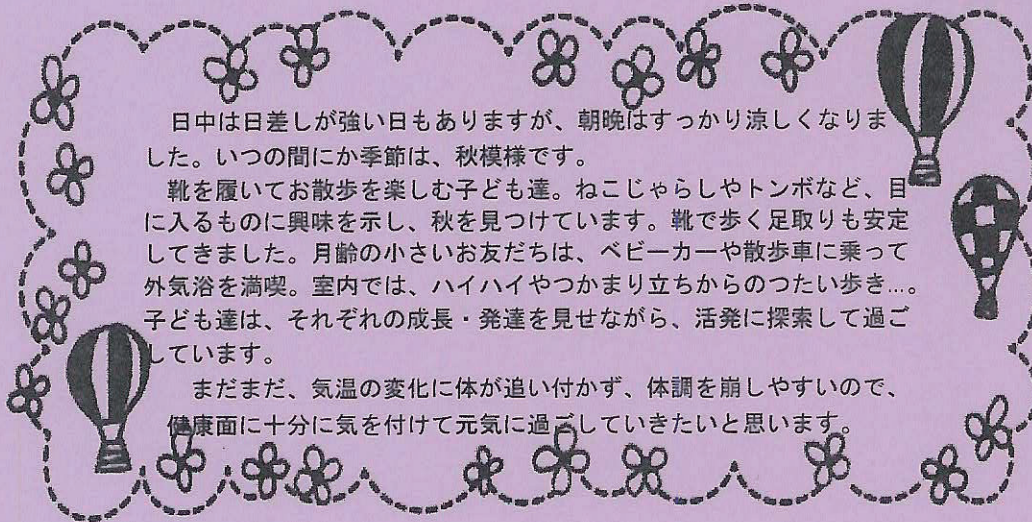 日中は日差しが強い日もありますが、朝晩はすっかり涼しくなりま
した。いつの間にか季節は、秋模様です。
靴を履いてお散歩を楽しむ子ども達。ねこじゃらしやトンボなど、目
に入るものに興味を示し、秋を見つけています。靴で歩く足取りも安定
してきました。月齢の小さいお友だちは、ベビーカーや散歩車に乗って
外気浴を満喫。室内では、ハイハイやつかまり立ちからのつたい歩き…。
子ども達は、それぞれの成長・発達を見せながら、活発に探索して過ご
しています。
まだまだ、気温の変化に体が追い付かず、体調を崩しやすいので、
健康面に十分に気を付けて元気に過ごしていきたいと思います。